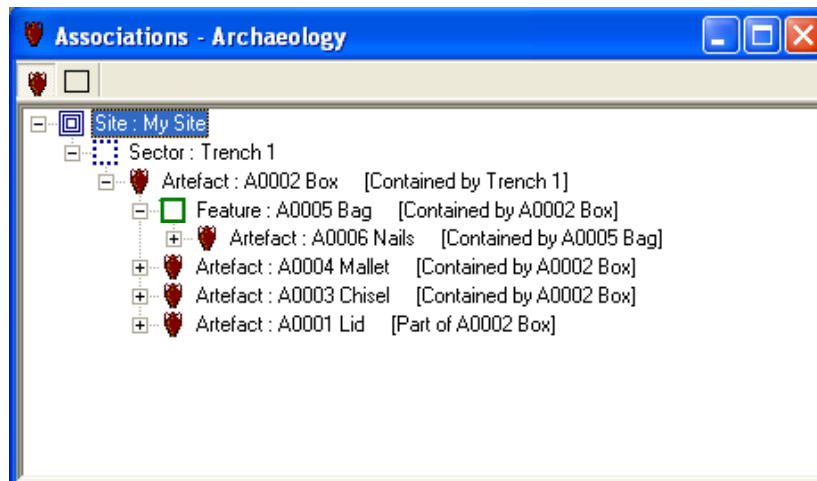 Associations - Archaeology
Site : My Site
Sector : Trench 1
Artefact : A0002 Box [Contained by Trench 1]
Feature : A0005 Bag [Contained by A0002 Box]
Artefact : A0006 Nails [Contained by A0005 Bag]
Artefact : A0004 Mallet [Contained by A0002 Box]
Artefact : A0003 Chisel [Contained by A0002 Box]
Artefact : A0001 Lid [Part of A0002 Box]